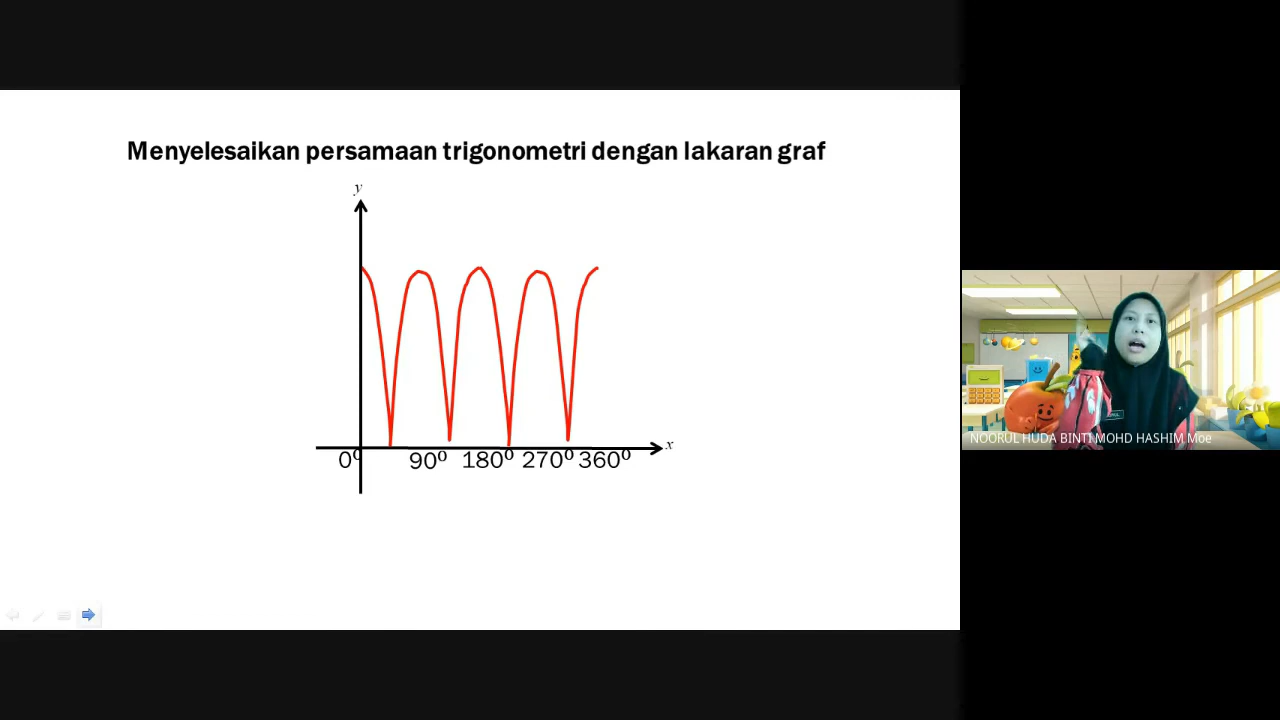 Menyelesaikan persamaan trigonometri dengan lakaran graf
y
x
0⁰ 90⁰ 180⁰ 270⁰ 360⁰
NOORUL HUDA BINTI MOHD HASHIM Moe